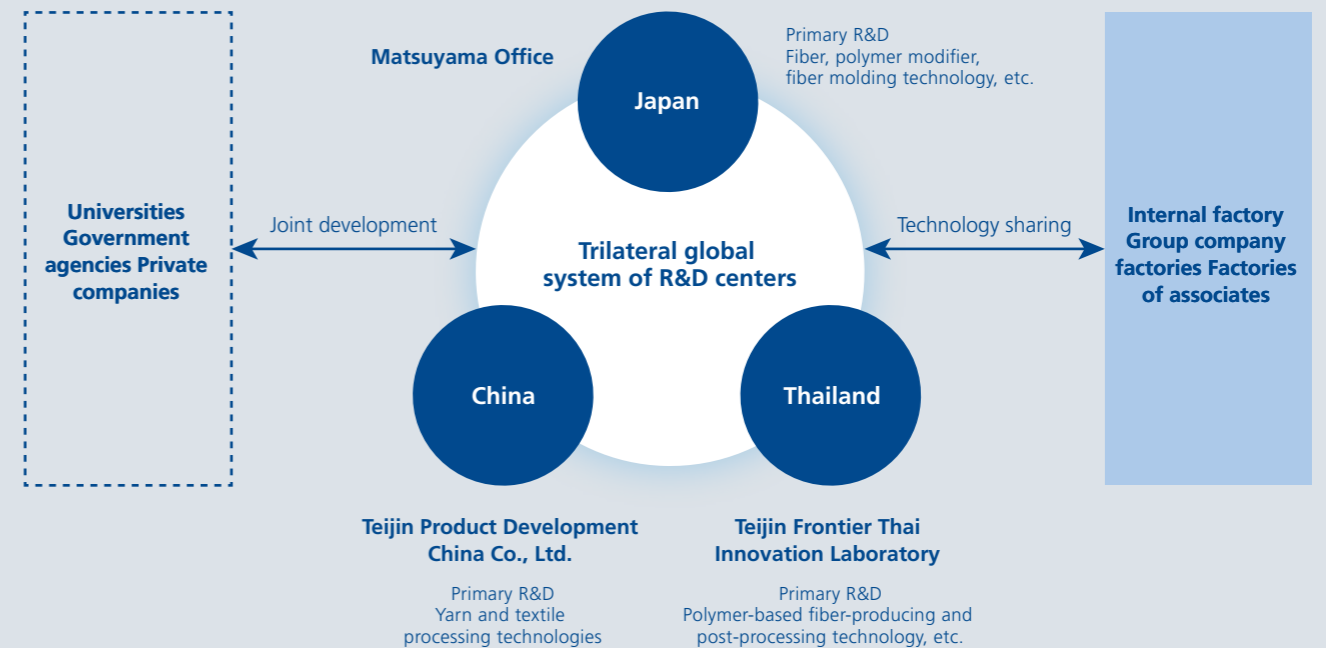 Matsuyama Office
Japan
Primary R&D
Fiber, polymer modifier,
fiber molding technology, etc.
Universities
Government
agencies Private
companies
Joint development
Trilateral global
system of R&D centers
Technology sharing
Internal factory
Group company
factories Factories
of associates
China
Thailand
Teijin Product Development
China Co., Ltd.
Primary R&D
Yarn and textile
processing technologies
Teijin Frontier Thai
Innovation Laboratory
Primary R&D
Polymer-based fiber-producing and
post-processing technology, etc.